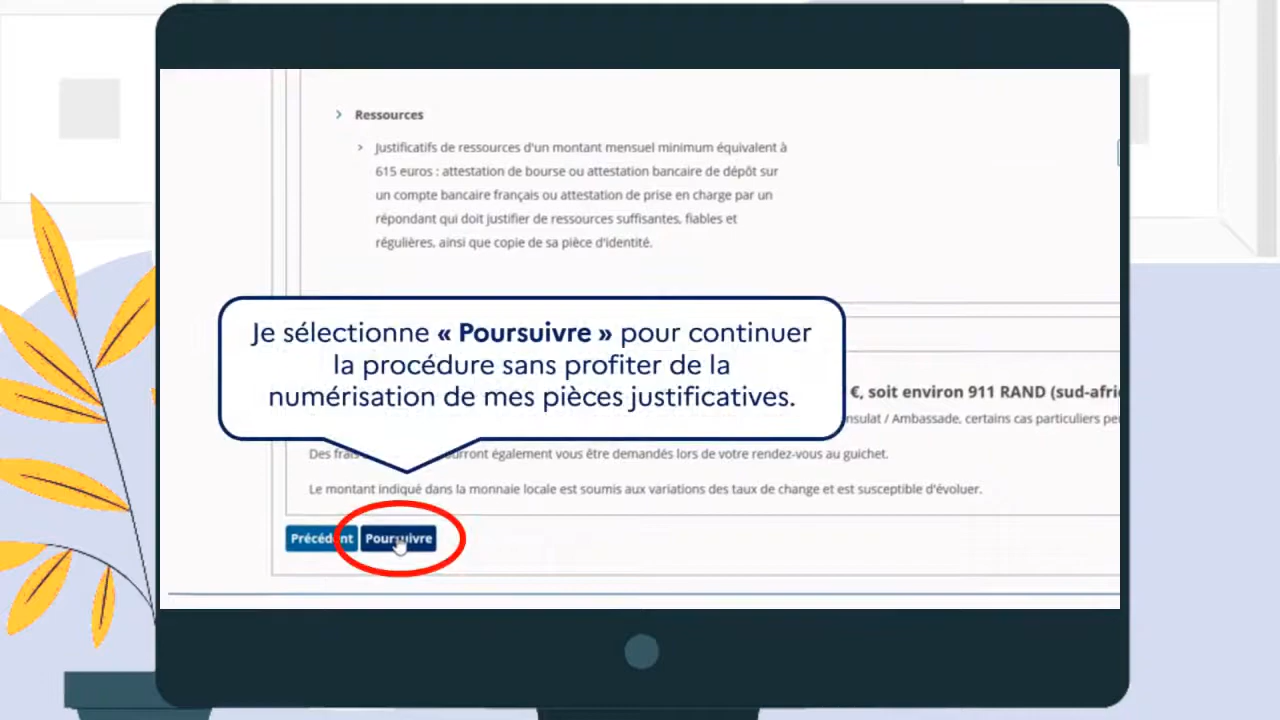 Ressources
Justificatifs de ressources d'un montant mensuel minimum équivalent à
615 euros : attestation de bourse ou attestation bancaire de dépôt sur
un compte bancaire français ou attestation de prise en charge par un
répondant qui doit justifier de ressources suffisantes, fiables et
régulières, ainsi que copie de sa pièce d'identité.
Je sélectionne « Poursuivre » pour continuer
la procédure sans profiter de la
numérisation de mes pièces justificatives.
€, soit environ 911 RAND
/ Ambassade, certains cas particuliers
Des également vous être demandés lors de votre rendez-vous au guichet.
Le montant indiqué dans la monnaie locale est soumis aux variations des taux de change et est susceptible d'évoluer.
Précédent Poursuivre